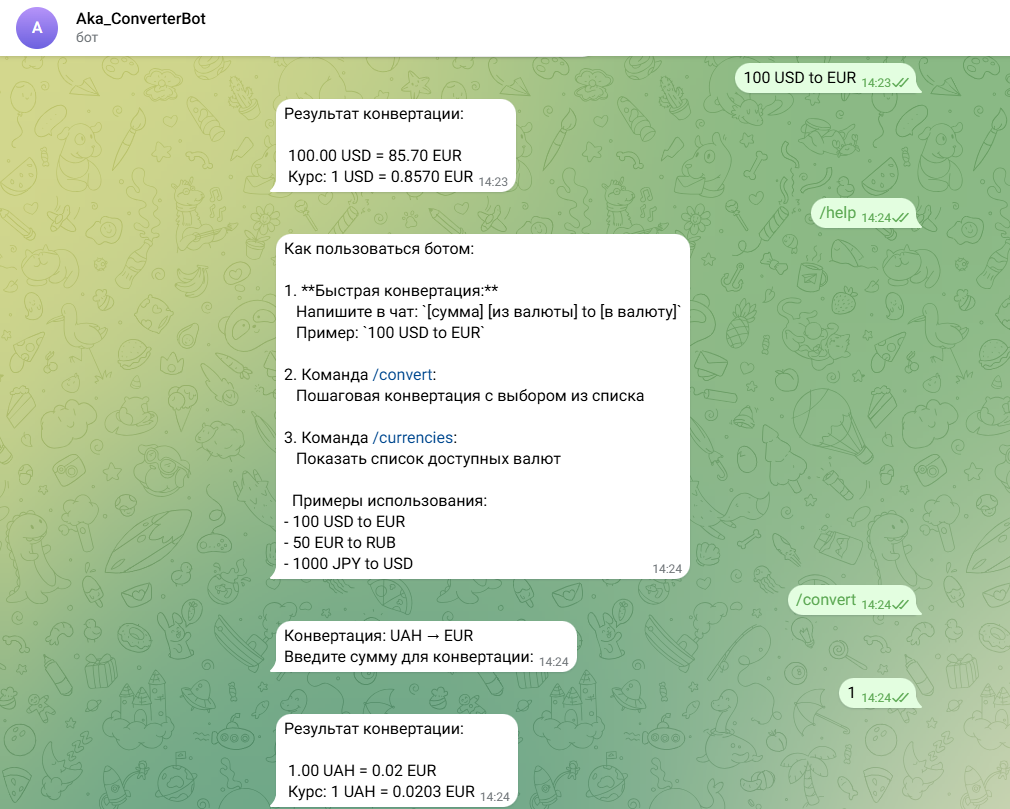 A
Aka_ConverterBot
бот
100 USD to EUR 14:23
Результат конвертации:
100.00 USD = 85.70 EUR
Курс: 1 USD = 0.8570 EUR 14:23
/help 14:24
Как пользоваться ботом:
1. **Быстрая конвертация:**
Напишите в чат: `[сумма] [из валюты] to [в валюту]`
Пример: `100 USD to EUR`
2. Команда /convert:
Пошаговая конвертация с выбором из списка
3. Команда /currencies:
Показать список доступных валют
Примеры использования:
- 100 USD to EUR
- 50 EUR to RUB
- 1000 JPY to USD 14:24
/convert 14:24
Конвертация: UAH → EUR
Введите сумму для конвертации: 14:24
1 14:24
Результат конвертации:
1.00 UAH = 0.02 EUR
Курс: 1 UAH = 0.0203 EUR 14:24